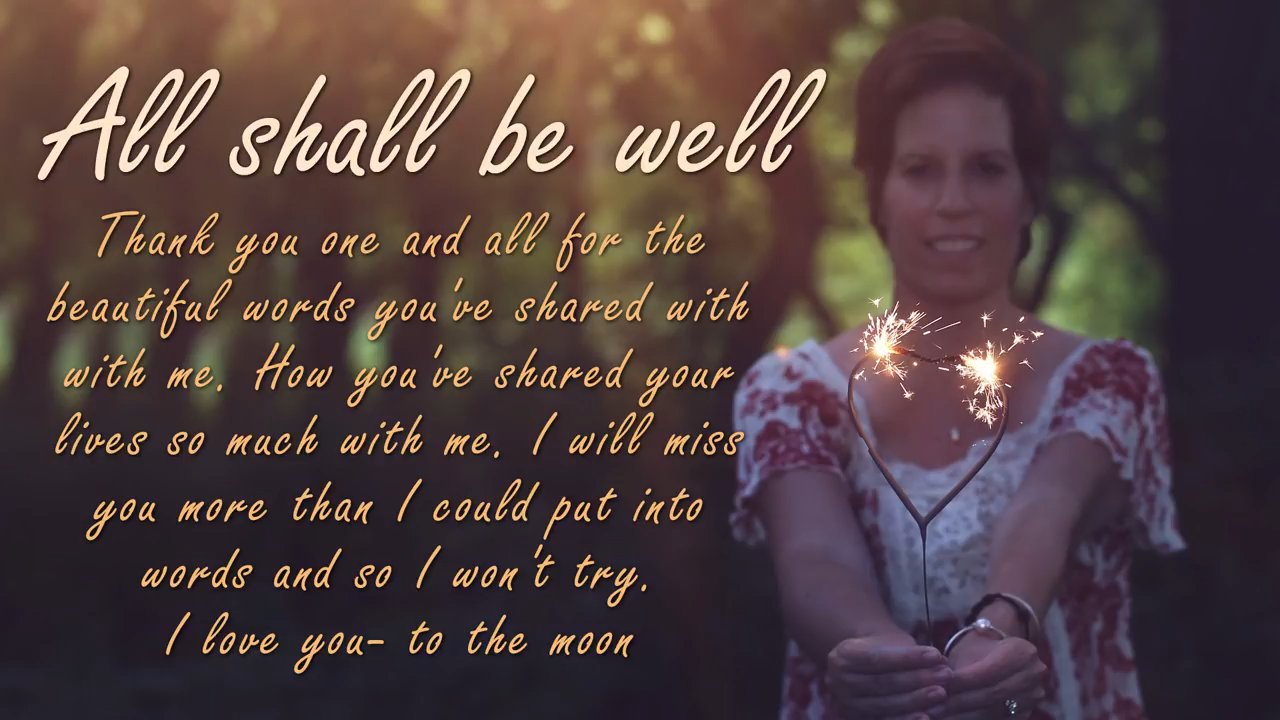 All shall be well
Thank you one and all for the
beautiful words you've shared with
with me. How you've shared your
lives so much with me. I will miss
you more than I could put into
words and so I won't try.
I love you- to the moon